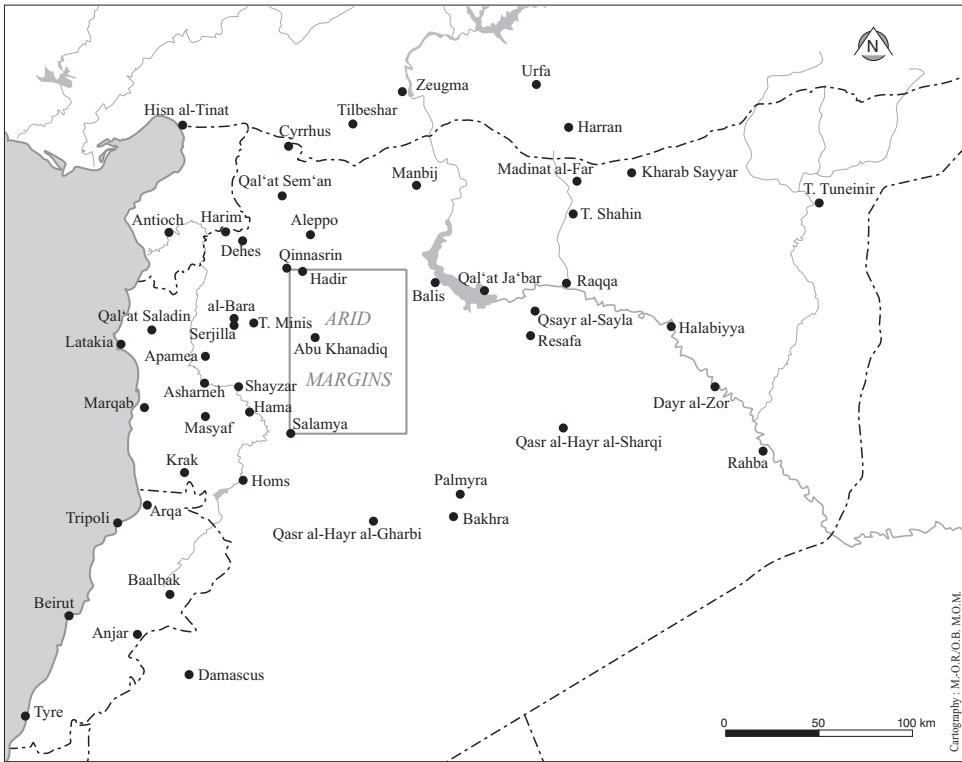 N
Urfa
Zeugma
Hisn al-Tinat
Tilbeshar
Cyrrhus
Harran
Manbij
Madinat al-Far
Kharab Sayyar
Qal‘at Sem‘an
T. Tuneinir
Antioch
Harim
Aleppo
T. Shahin
Dehes
Qinnasrin
Hadir
Balis
Qal‘at Ja‘bar
Raqqa
al-Bara
Qal‘at Saladin
T. Minis
ARID
Qsayr al-Sayla
Serjilla
Halabiyya
Latakia
Abu Khanadiq
Resafa
Apamea
MARGINS
Asharneh
Shayzar
Dayr al-Zor
Marqab
Hama
Masyaf
Salamya
Qasr al-Hayr al-Sharqi
Rahba
Krak
Homs
Palmyra
Arqa
Tripoli
Bakhra
Qasr al-Hayr al-Gharbi
Baalbak
Beirut
Anjar
Damascus
Tyre
0 50 100 km
Cartography : M.-O.R./O.B. M.O.M.